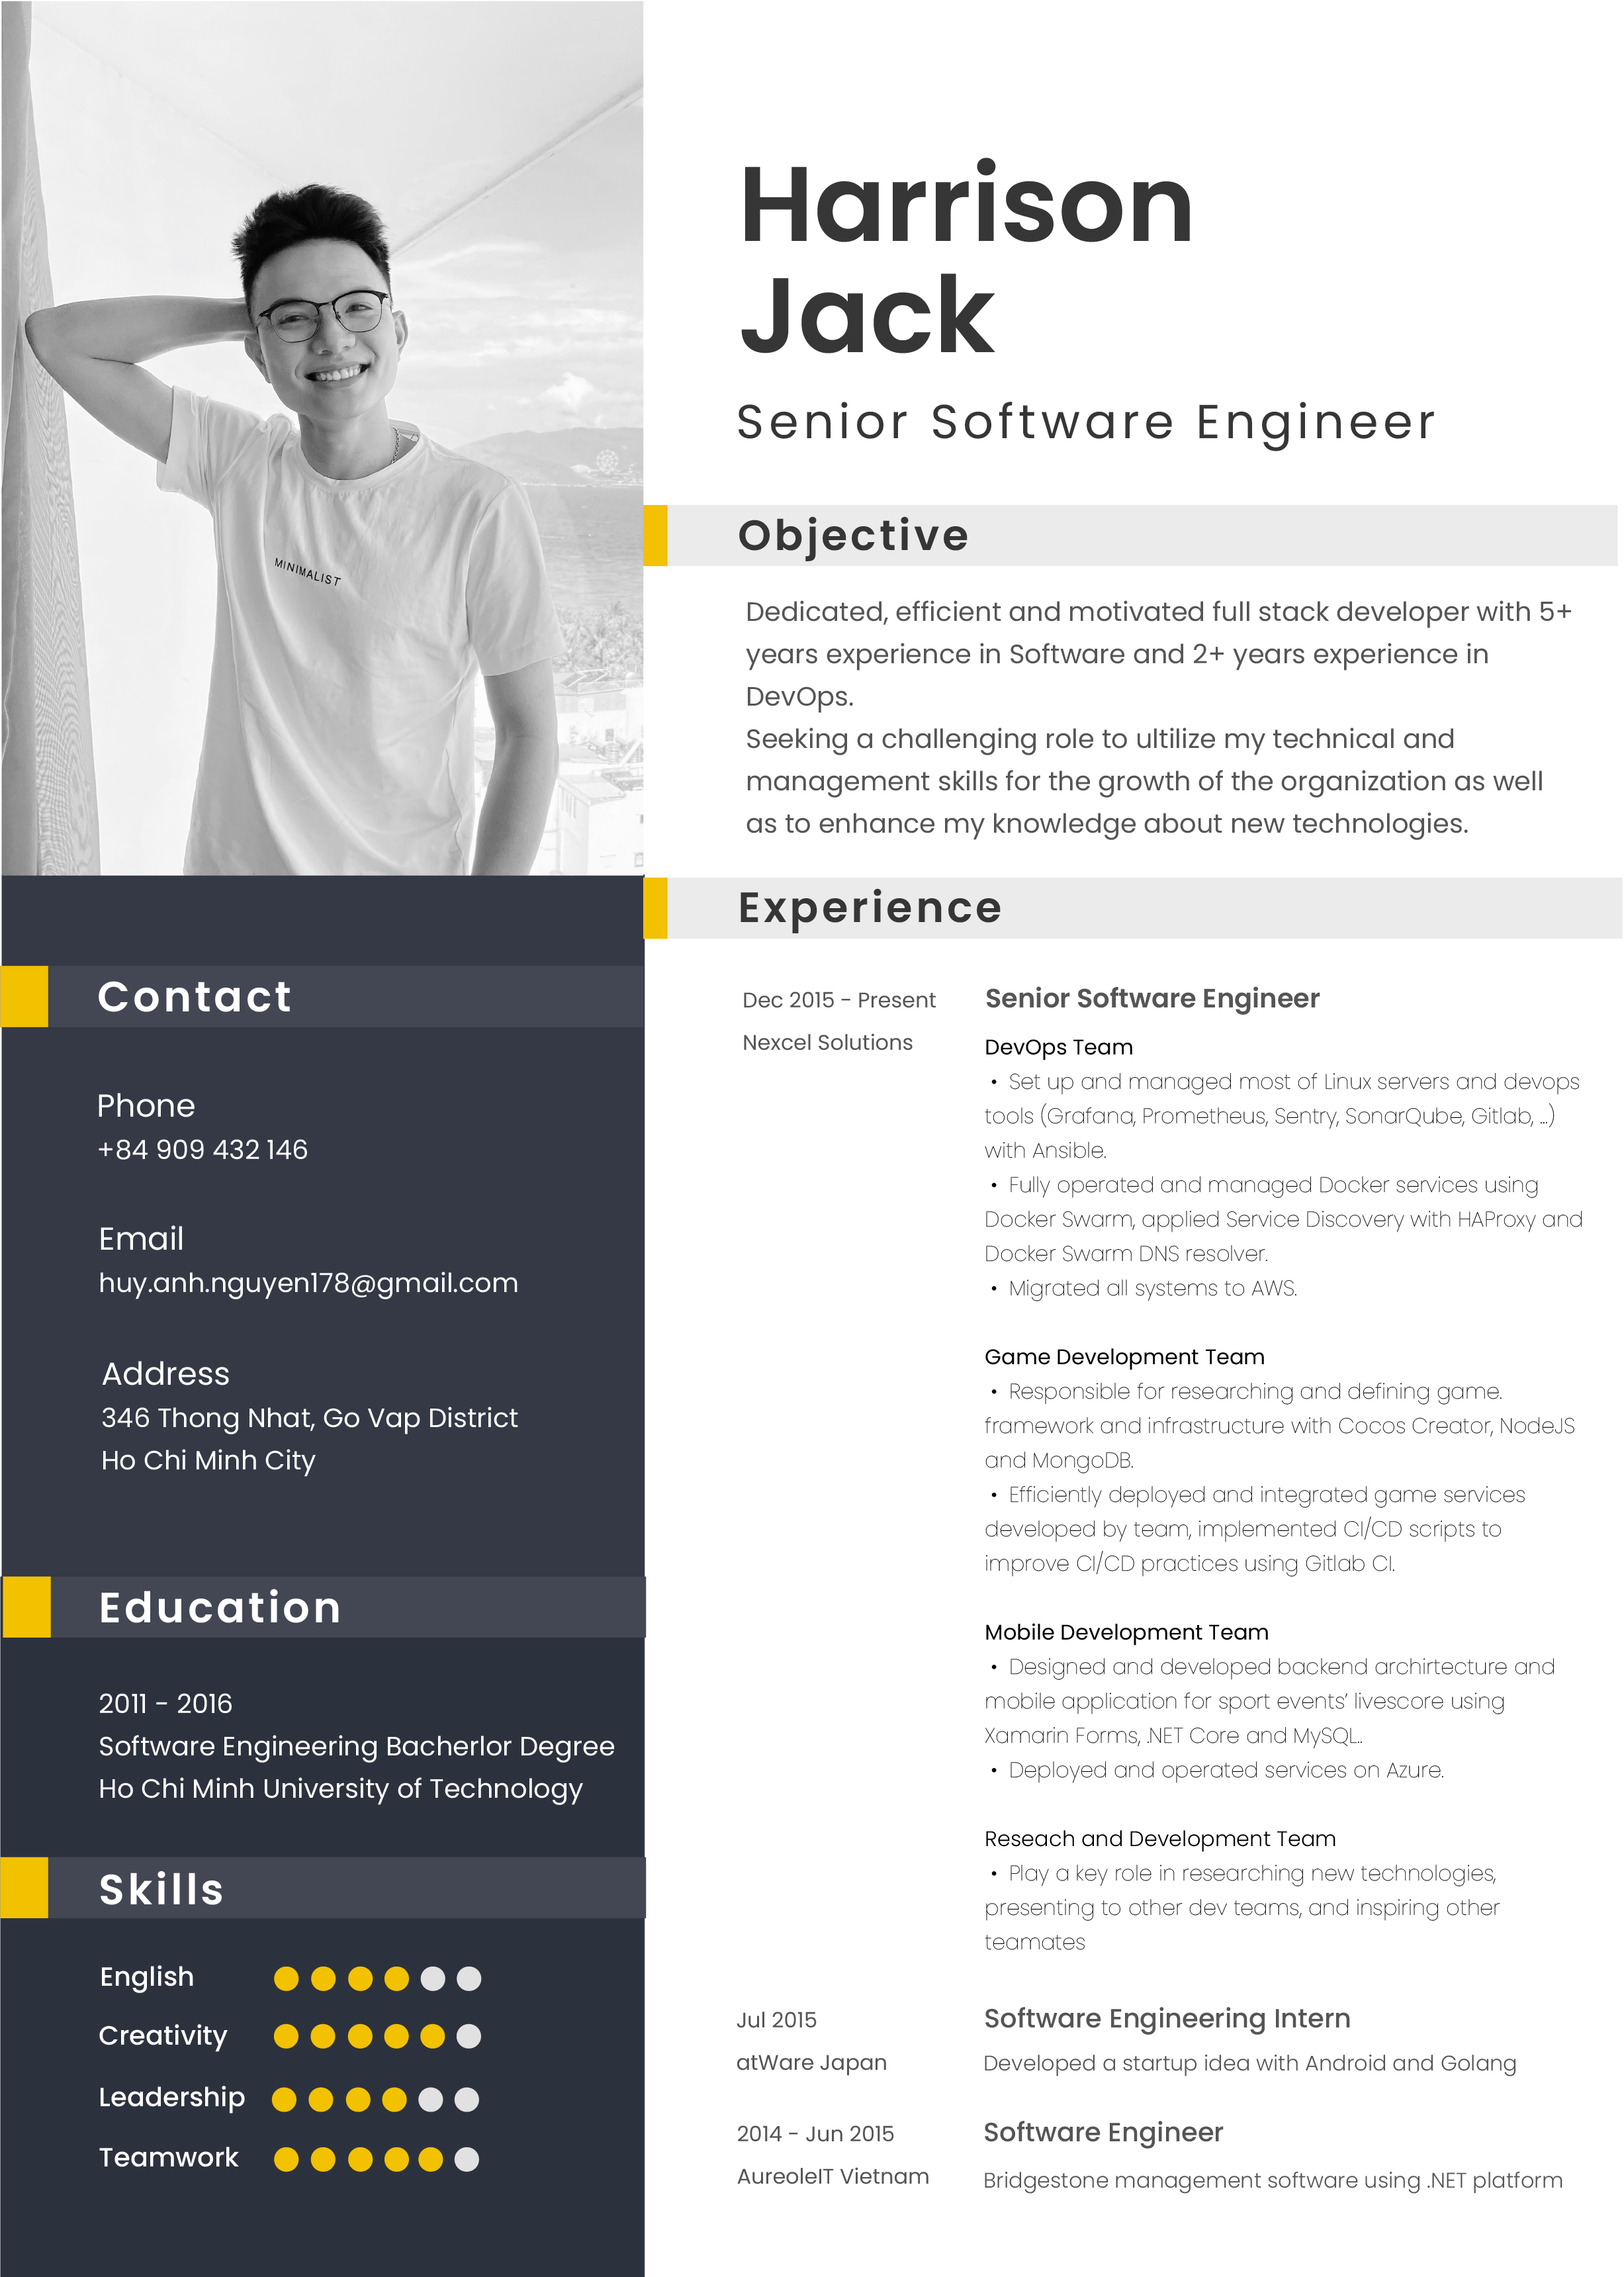 Harrison
Jack
Senior Software Engineer
MINIMALIST
Objective
Dedicated, efficient and motivated full stack developer with 5+
years experience in Software and 2+ years experience in
DevOps.
Seeking a challenging role to ultilize my technical and
management skills for the growth of the organization as well
as to enhance my knowledge about new technologies.
Contact
Phone
+84 909 432 146
Email
huy.anh.nguyen178@gmail.com
Address
346 Thong Nhat, Go Vap District
Ho Chi Minh City
Education
2011 - 2016
Software Engineering Bacherlor Degree
Ho Chi Minh University of Technology
Skills
English
Creativity
Leadership
Teamwork
Experience
Dec 2015 - Present
Nexcel Solutions
Senior Software Engineer
DevOps Team
• Set up and managed most of Linux servers and devops
tools (Grafana, Prometheus, Sentry, SonarQube, Gitlab, ...)
with Ansible.
• Fully operated and managed Docker services using
Docker Swarm, applied Service Discovery with HAProxy and
Docker Swarm DNS resolver.
• Migrated all systems to AWS.
Game Development Team
• Responsible for researching and defining game.
framework and infrastructure with Cocos Creator, NodeJS
and MongoDB.
• Efficiently deployed and integrated game services
developed by team, implemented CI/CD scripts to
improve CI/CD practices using Gitlab CI.
Mobile Development Team
• Designed and developed backend archirtecture and
mobile application for sport events’ livescore using
Xamarin Forms, .NET Core and MySQL..
• Deployed and operated services on Azure.
Reseach and Development Team
• Play a key role in researching new technologies,
presenting to other dev teams, and inspiring other
teamates
Jul 2015
atWare Japan
Software Engineering Intern
Developed a startup idea with Android and Golang
2014 - Jun 2015
AureoleIT Vietnam
Software Engineer
Bridgestone management software using .NET platform